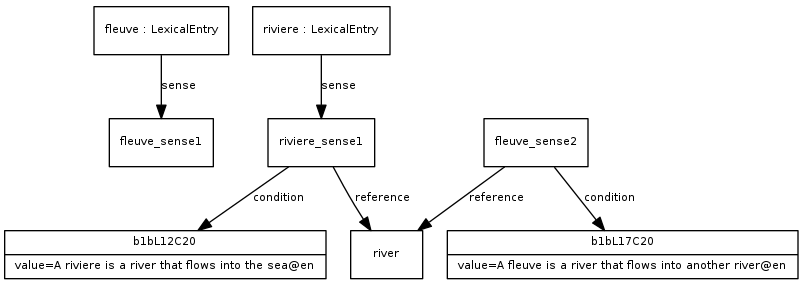 fleuve : LexicalEntry
riviere : LexicalEntry
sense
sense
fleuve_sense1
riviere_sense1
fleuve_sense2
condition
reference
reference
condition
b1bL12C20
value=A riviere is a river that flows into the sea@en
river
b1bL17C20
value=A fleuve is a river that flows into another river@en